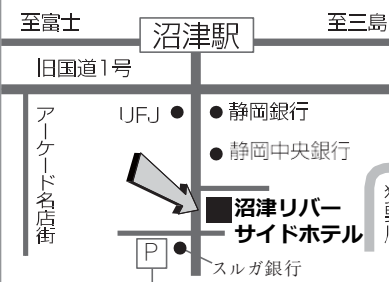 至富士
沼津駅
至三島
旧国道1号
アーケード名店街
UFJ
静岡銀行
静岡中央銀行
沼津リバー
サイドホテル
P
スルガ銀行